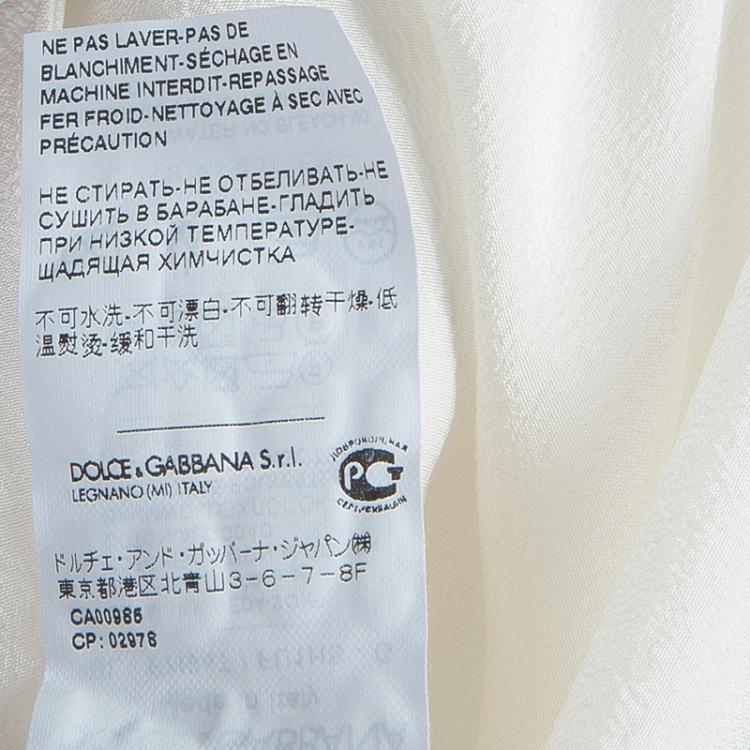 NE PAS LAVER-PAS DE
BLANCHIMENT-SÉCHAGE EN
MACHINE INTERDIT-REPASSAGE
FER FROID-NETTOYAGE À SEC AVEC
PRÉCAUTION
НЕ СТИРАТЬ-НЕ ОТБЕЛИВАТЬ-НЕ
СУШИТЬ В БАРАБАНЕ-ГЛАДИТЬ
ПРИ НИЗКОЙ ТЕМПЕРАТУРЕ-
ЩАДЯЩАЯ ХИМЧИСТКА
不可水洗-不可漂白-不可翻转干燥-低
温熨烫-缓和干洗
DOLCE & GABBANA S.r.l.
LEGNANO (MI) ITALY
РСТ
ドルチェ・アンド・ガッバーナ・ジャパン㈱
東京都港区北青山3-6-7-8F
CA00985
CP: 02978